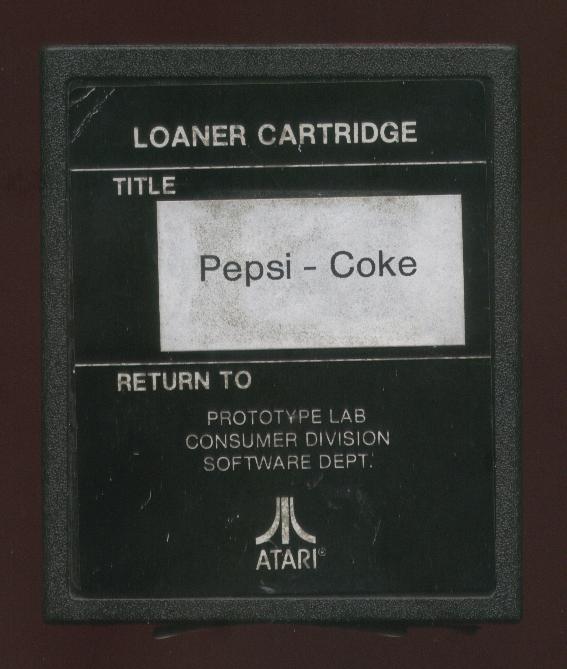 LOANER CARTRIDGE
TITLE
Pepsi - Coke
RETURN TO
PROTOTYPE LAB
CONSUMER DIVISION
SOFTWARE DEPT.
ATARI®